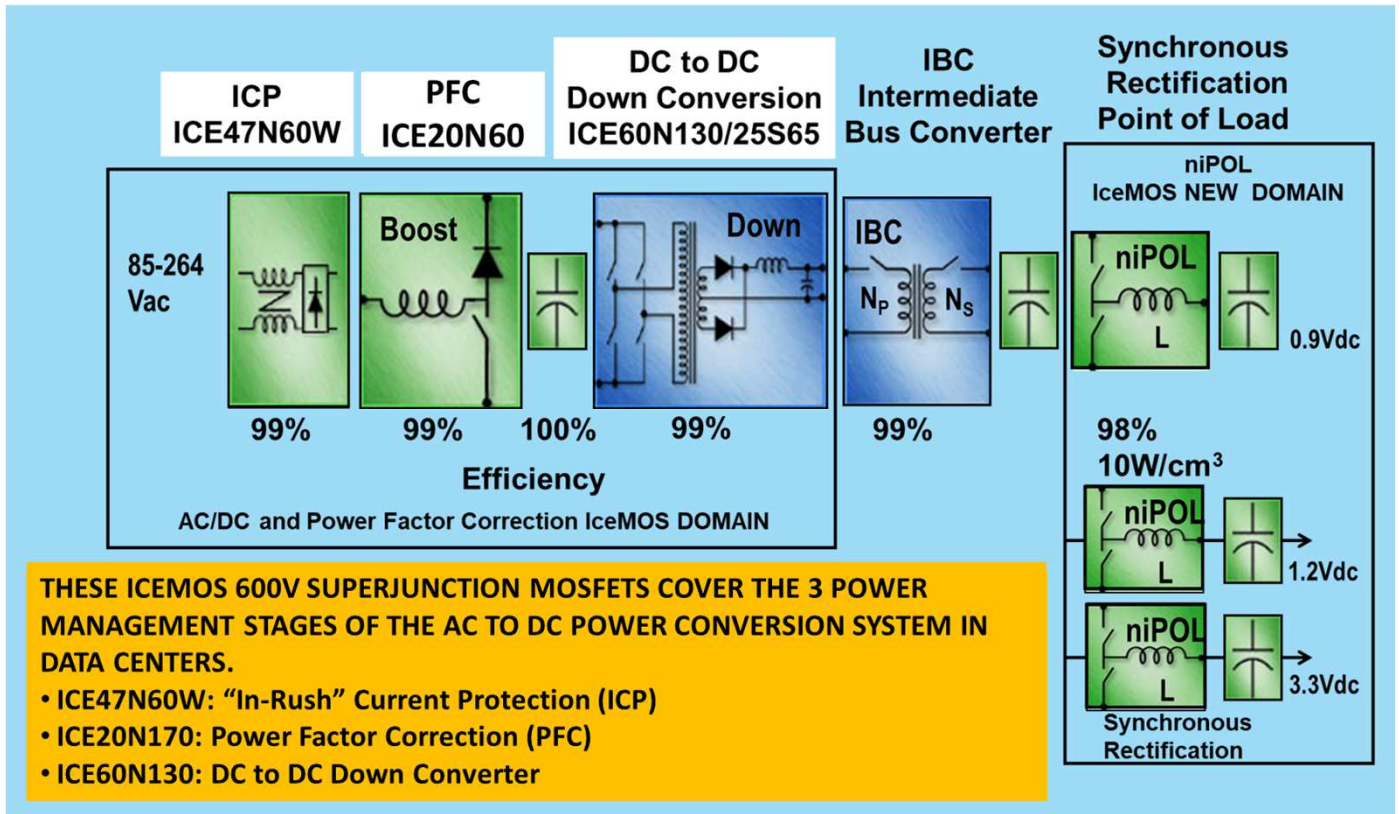 ICP
ICE47N60W
PFC
ICE20N60
DC to DC
Down Conversion
ICE60N130/25S65
IBC
Intermediate
Bus Converter
Synchronous
Rectification
Point of Load
niPOL
IceMOS NEW DOMAIN
85-264
Vac
Boost
Down
IBC
NP
NS
niPOL
L
0.9Vdc
99%
99%
100%
99%
99%
98%
10W/cm³
Efficiency
AC/DC and Power Factor Correction IceMOS DOMAIN
niPOL
L
1.2Vdc
niPOL
L
3.3Vdc
Synchronous
Rectification
THESE ICEMOS 600V SUPERJUNCTION MOSFETS COVER THE 3 POWER
MANAGEMENT STAGES OF THE AC TO DC POWER CONVERSION SYSTEM IN
DATA CENTERS.
• ICE47N60W: “In-Rush” Current Protection (ICP)
• ICE20N170: Power Factor Correction (PFC)
• ICE60N130: DC to DC Down Converter